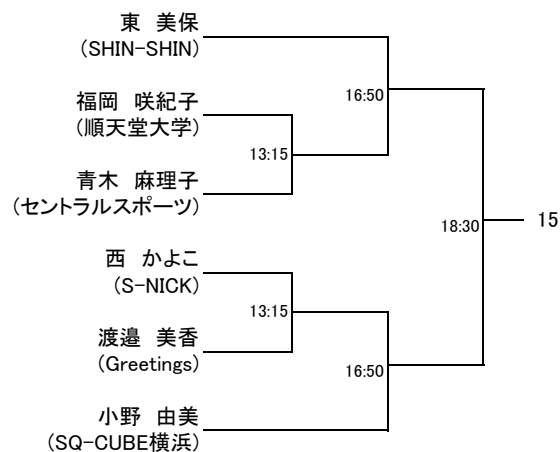 東　美保
(SHIN-SHIN)
16:50
福岡　咲紀子
(順天堂大学)
13:15
青木　麻理子
(セントラルスポーツ)
18:30
15
西　かよこ
(S-NICK)
13:15
渡邉　美香
(Greetings)
16:50
小野　由美
(SQ-CUBE横浜)